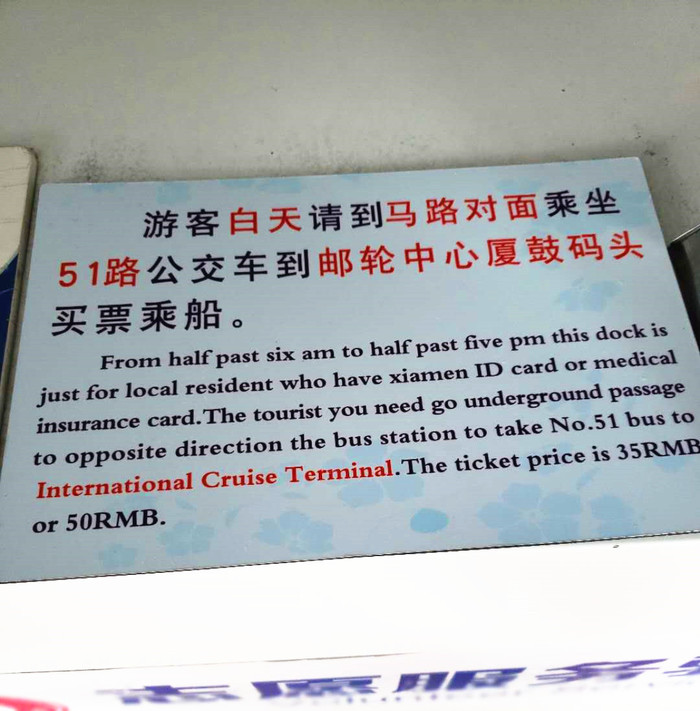 游客白天请到马路对面乘坐
51路公交车到邮轮中心厦鼓码头
买票乘船。
From half past six am to half past five pm this dock is
just for local resident who have xiamen ID card or medical
insurance card.The tourist you need go underground passage
to opposite direction the bus station to take No.51 bus to
International Cruise Terminal.The ticket price is 35RMB
or 50RMB.
志愿服务